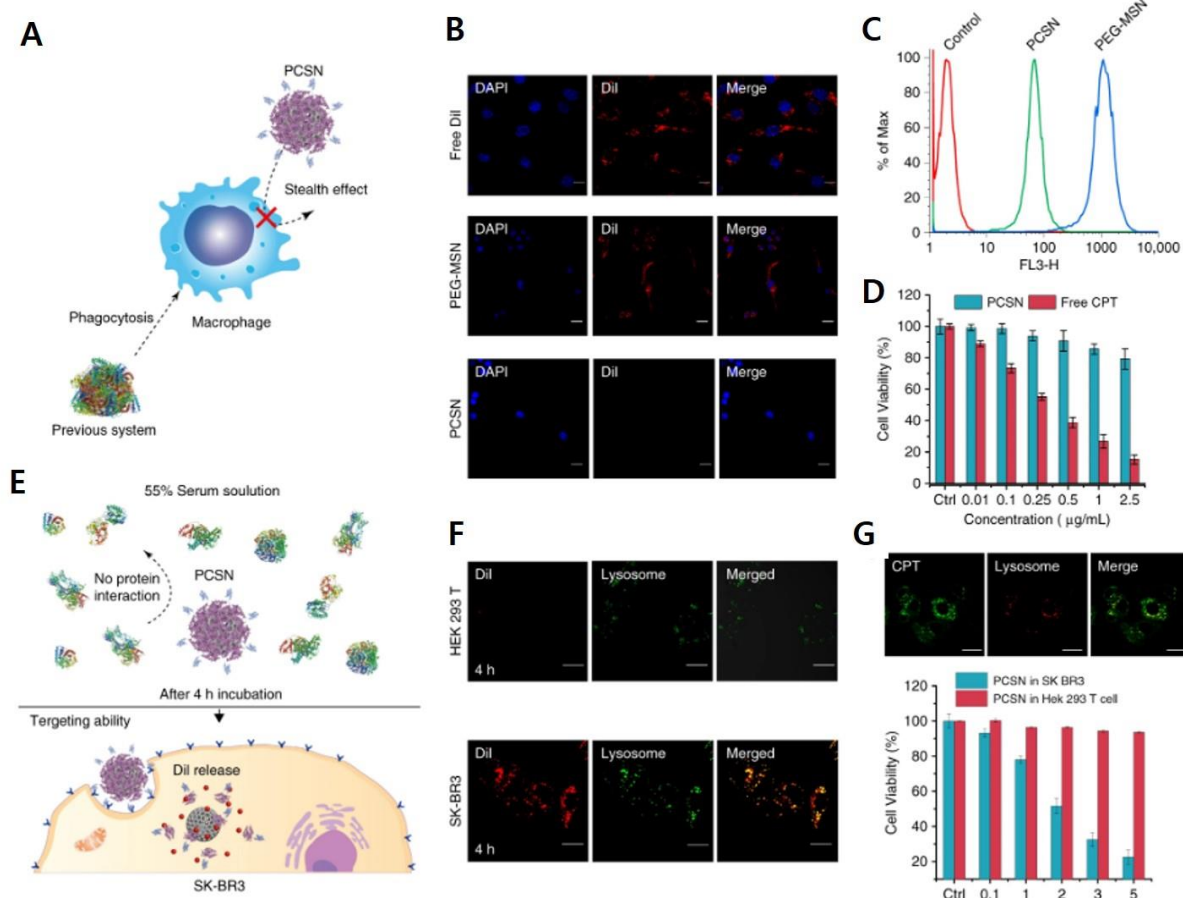 A
PCSN
Stealth effect
Phagocytosis
Macrophage
Previous system
B
Free Dil
DAPI
Dil
Merge
PEG-MSN
DAPI
Dil
Merge
PCSN
DAPI
Dil
Merge
C
Control
PCSN
PEG-MSN
% of Max
100
80
60
40
20
0
1
10
100
1000
10,000
FL3-H
D
PCSN
Free CPT
Cell Viability (%)
120
100
80
60
40
20
0
Ctrl 0.01 0.1 0.25 0.5 1 2.5
Concentration ( μg/mL)
E
55% Serum soulution
No protein
interaction
PCSN
After 4 h incubation
Tergeting ability
Dil release
SK-BR3
F
HEK 293 T
Dil
4 h
Lysosome
Merged
SK-BR3
Dil
4 h
Lysosome
Merged
G
CPT
Lysosome
Merge
PCSN in SK BR3
PCSN in Hek 293 T cell
Cell Viability (%)
120
100
80
60
40
20
Ctrl 0.1 1 2 3 5